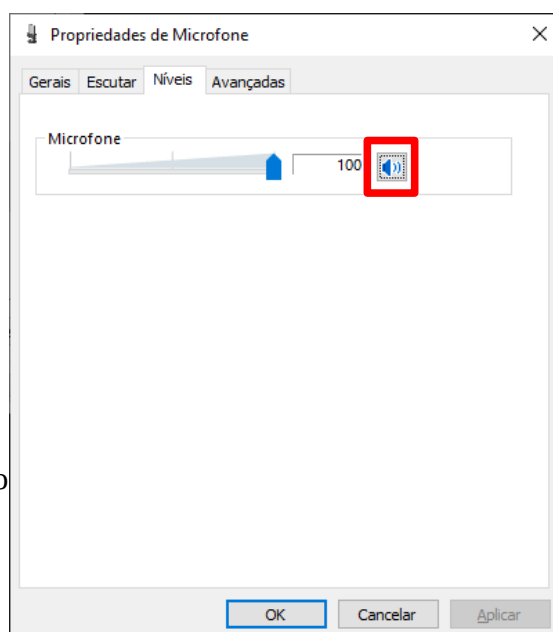 Propriedades de Microfone
Gerais Escutar Níveis Avançadas
Microfone
100
o
OK Cancelar Aplicar